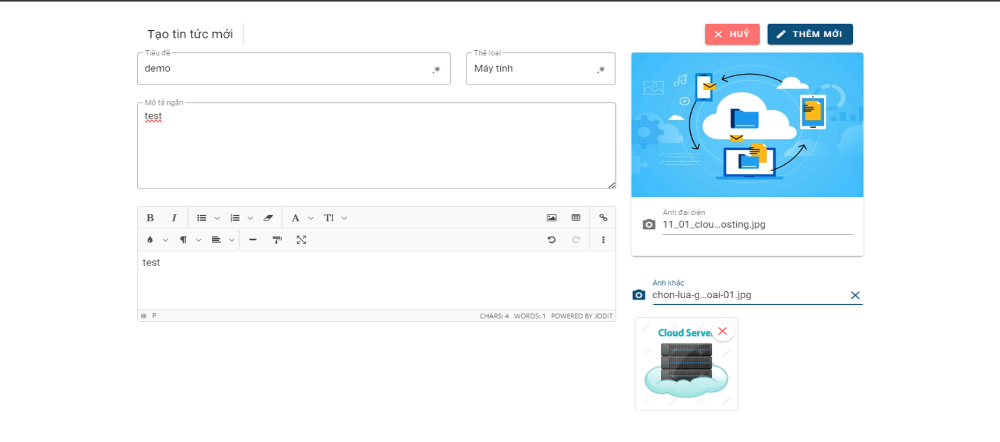 Tạo tin tức mới
HUỶ
THÊM MỚI
Tiêu đề
demo
.*
Thể loại
Máy tính
.*
Mô tả ngắn
test
B I A T!
test
P
CHARS: 4 WORDS: 1 POWERED BY JODIT
Ảnh đại diện
11_01_clou...osting.jpg
Ảnh khác
chon-lua-g...oai-01.jpg
Cloud Server